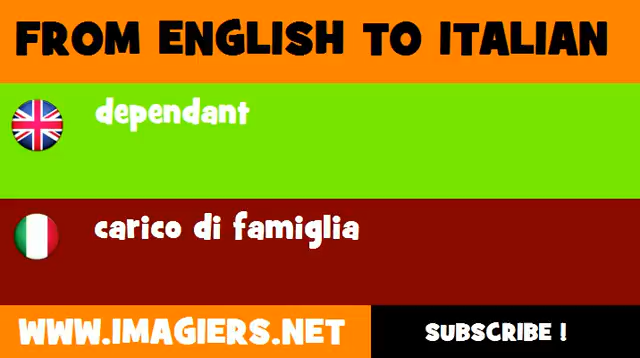 FROM ENGLISH TO ITALIAN
dependant
carico di famiglia
WWW.IMAGIERS.NET
SUBSCRIBE !